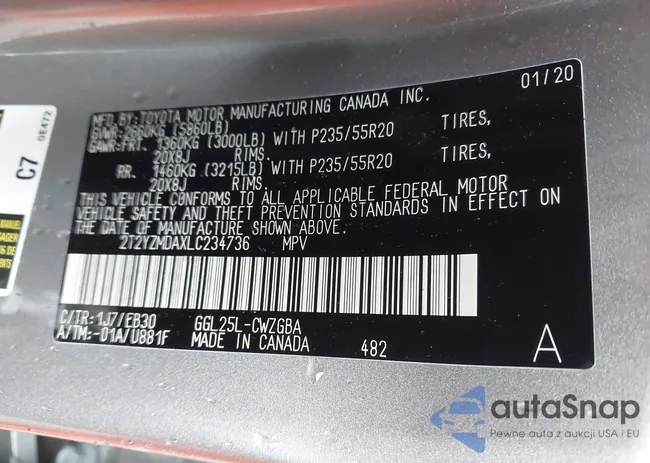 01/20
MFD.BY:TOYOTA MOTOR MANUFACTURING CANADA INC.
GVWR:2660KG (5860LB)
GAWR:FRT. 1360KG (3000LB) WITH P235/55R20 TIRES,
20X8J RIMS.
RR. 1460KG (3215LB) WITH P235/55R20 TIRES,
20X8J RIMS.
THIS VEHICLE CONFORMS TO ALL APPLICABLE FEDERAL MOTOR
VEHICLE SAFETY AND THEFT PREVENTION STANDARDS IN EFFECT ON
THE DATE OF MANUFACTURE SHOWN ABOVE.
2T2YZMDAXLC234736 MPV
C/TR:1J7/EB30 GGL25L-CWZGBA
A/TM:-01A/U881F MADE IN CANADA 482 A
C7
DE472
autaSnap
Pewne auta z aukcji USA i EU